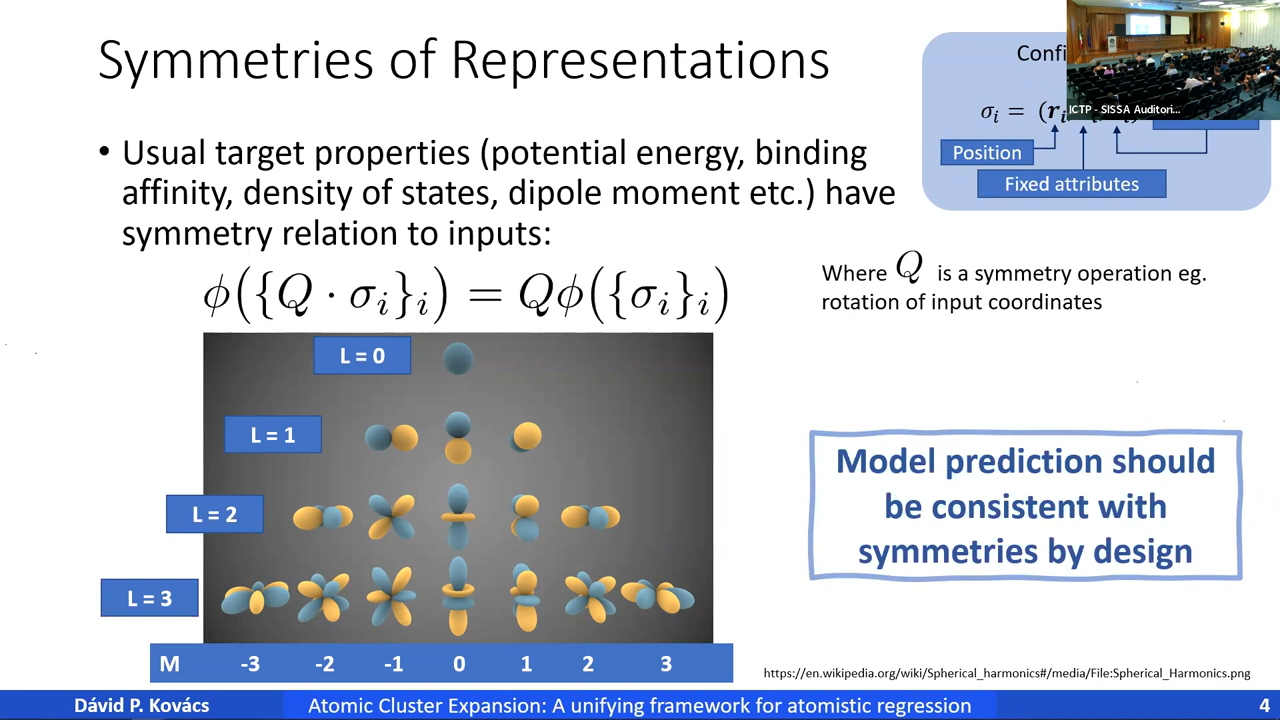 Symmetries of Representations
• Usual target properties (potential energy, binding
affinity, density of states, dipole moment etc.) have
symmetry relation to inputs:
ϕ({Q · σᵢ}ᵢ) = Qϕ({σᵢ}ᵢ)
Confi
σᵢ = (rᵢ
ICTP - SISSA Auditori...
Position
Fixed attributes
Where Q is a symmetry operation eg.
rotation of input coordinates
L = 0
L = 1
L = 2
L = 3
M -3 -2 -1 0 1 2 3
Model prediction should
be consistent with
symmetries by design
https://en.wikipedia.org/wiki/Spherical_harmonics#/media/File:Spherical_Harmonics.png
Dávid P. Kovács Atomic Cluster Expansion: A unifying framework for atomistic regression 4